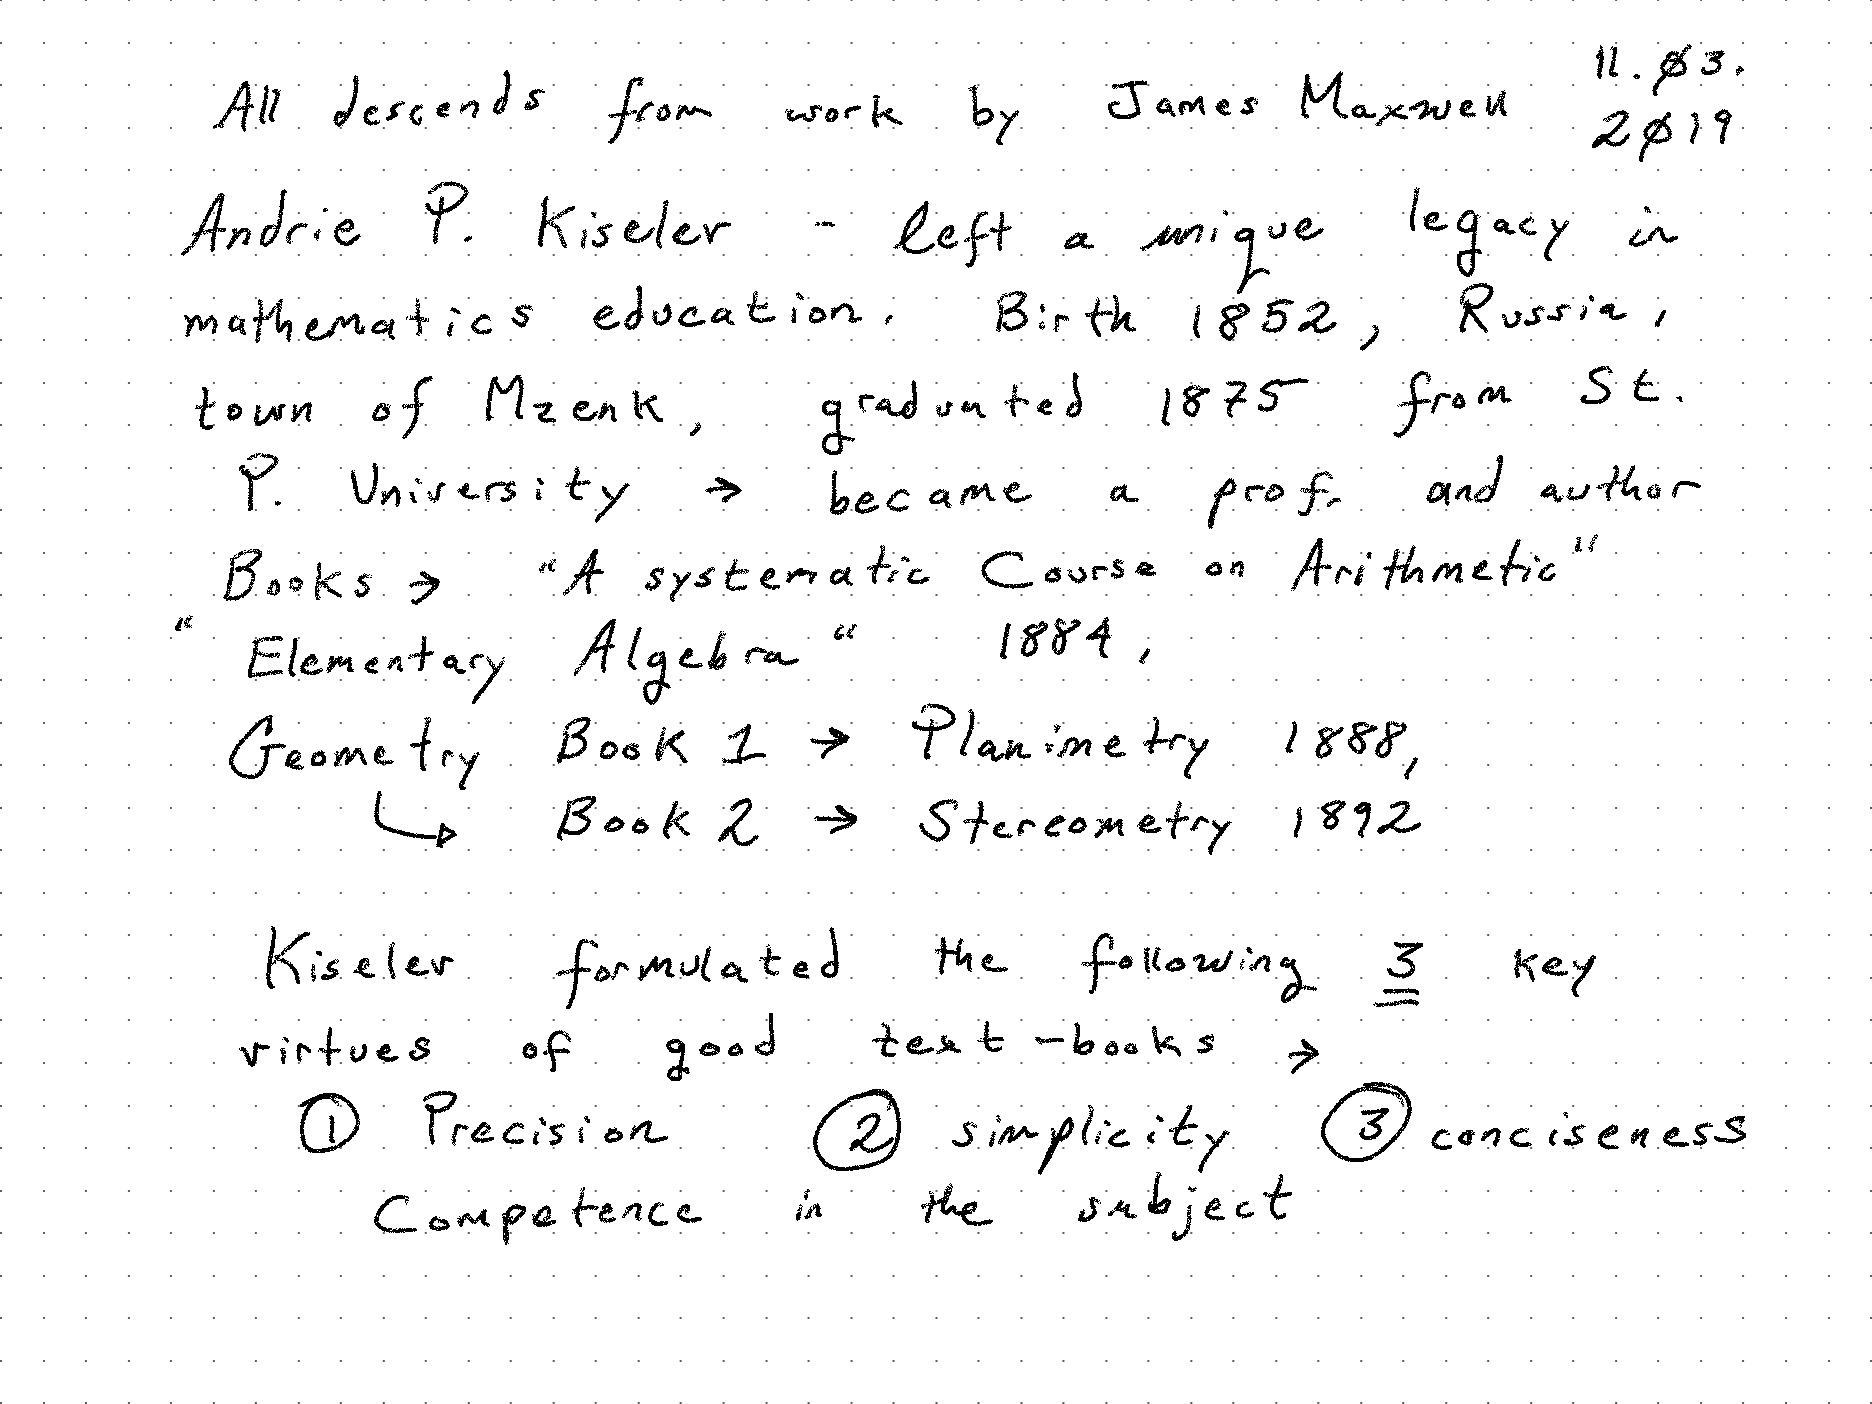 All descends from work by James Maxwell 11.Ø3.
2Ø19
Andrie P. Kiselev - left a unique legacy in
mathematics education. Birth 1852, Russia,
town of Mzenk, graduated 1875 from St.
P. University → became a prof. and author
Books → "A systematic Course on Arithmetic"
"Elementary Algebra" 1884,
Geometry Book 1 → Planimetry 1888,
↳ Book 2 → Stereometry 1892
Kiselev formulated the following 3 key
virtues of good text-books →
① Precision ② simplicity ③ conciseness
Competence in the subject